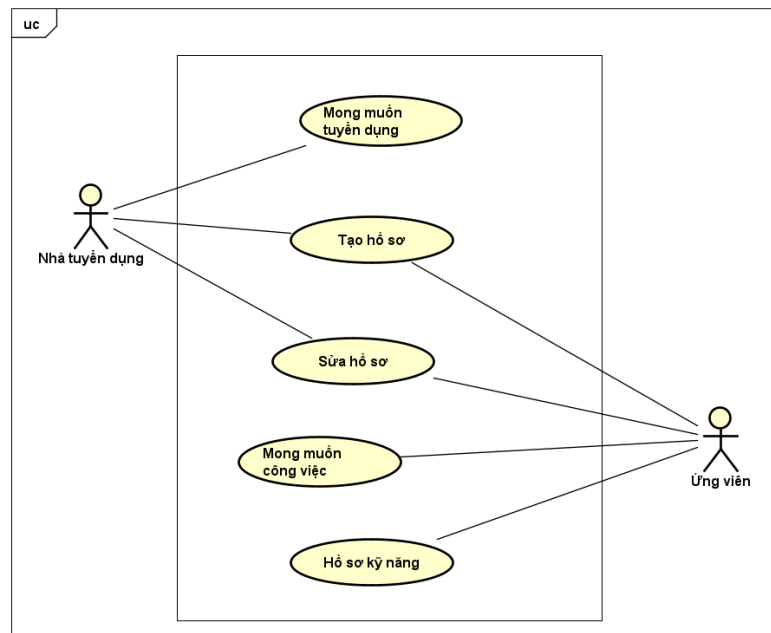 uc
Mong muốn
tuyển dụng
Tạo hồ sơ
Nhà tuyển dụng
Sửa hồ sơ
Mong muốn
công việc
Ứng viên
Hồ sơ kỹ năng